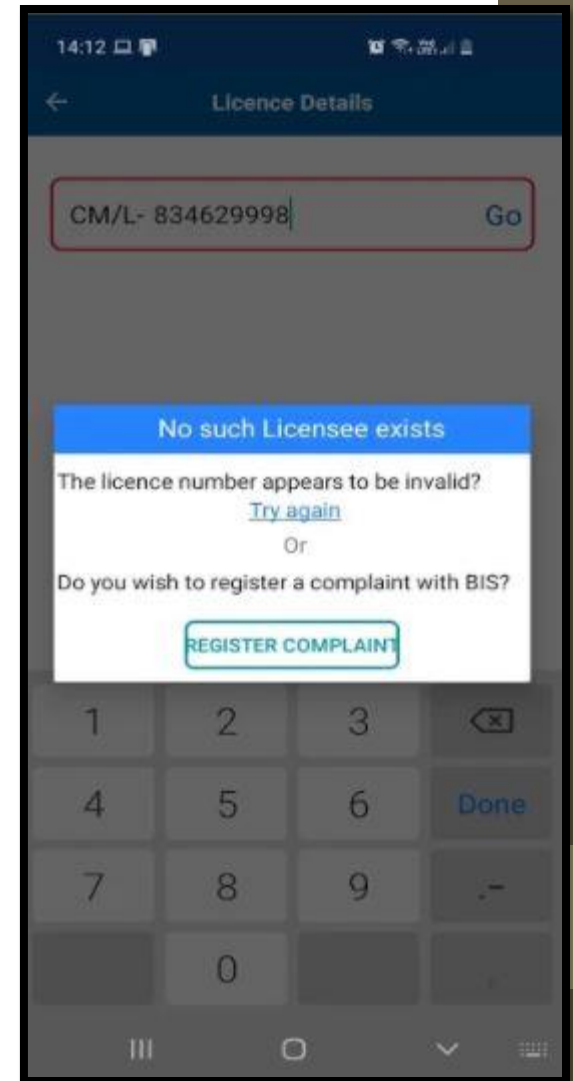 14:12
Licence Details
CM/L- 834629998 Go
No such Licensee exists
The licence number appears to be invalid?
Try again
Or
Do you wish to register a complaint with BIS?
REGISTER COMPLAINT
1 2 3
4 5 6 Done
7 8 9 .-
0 ,